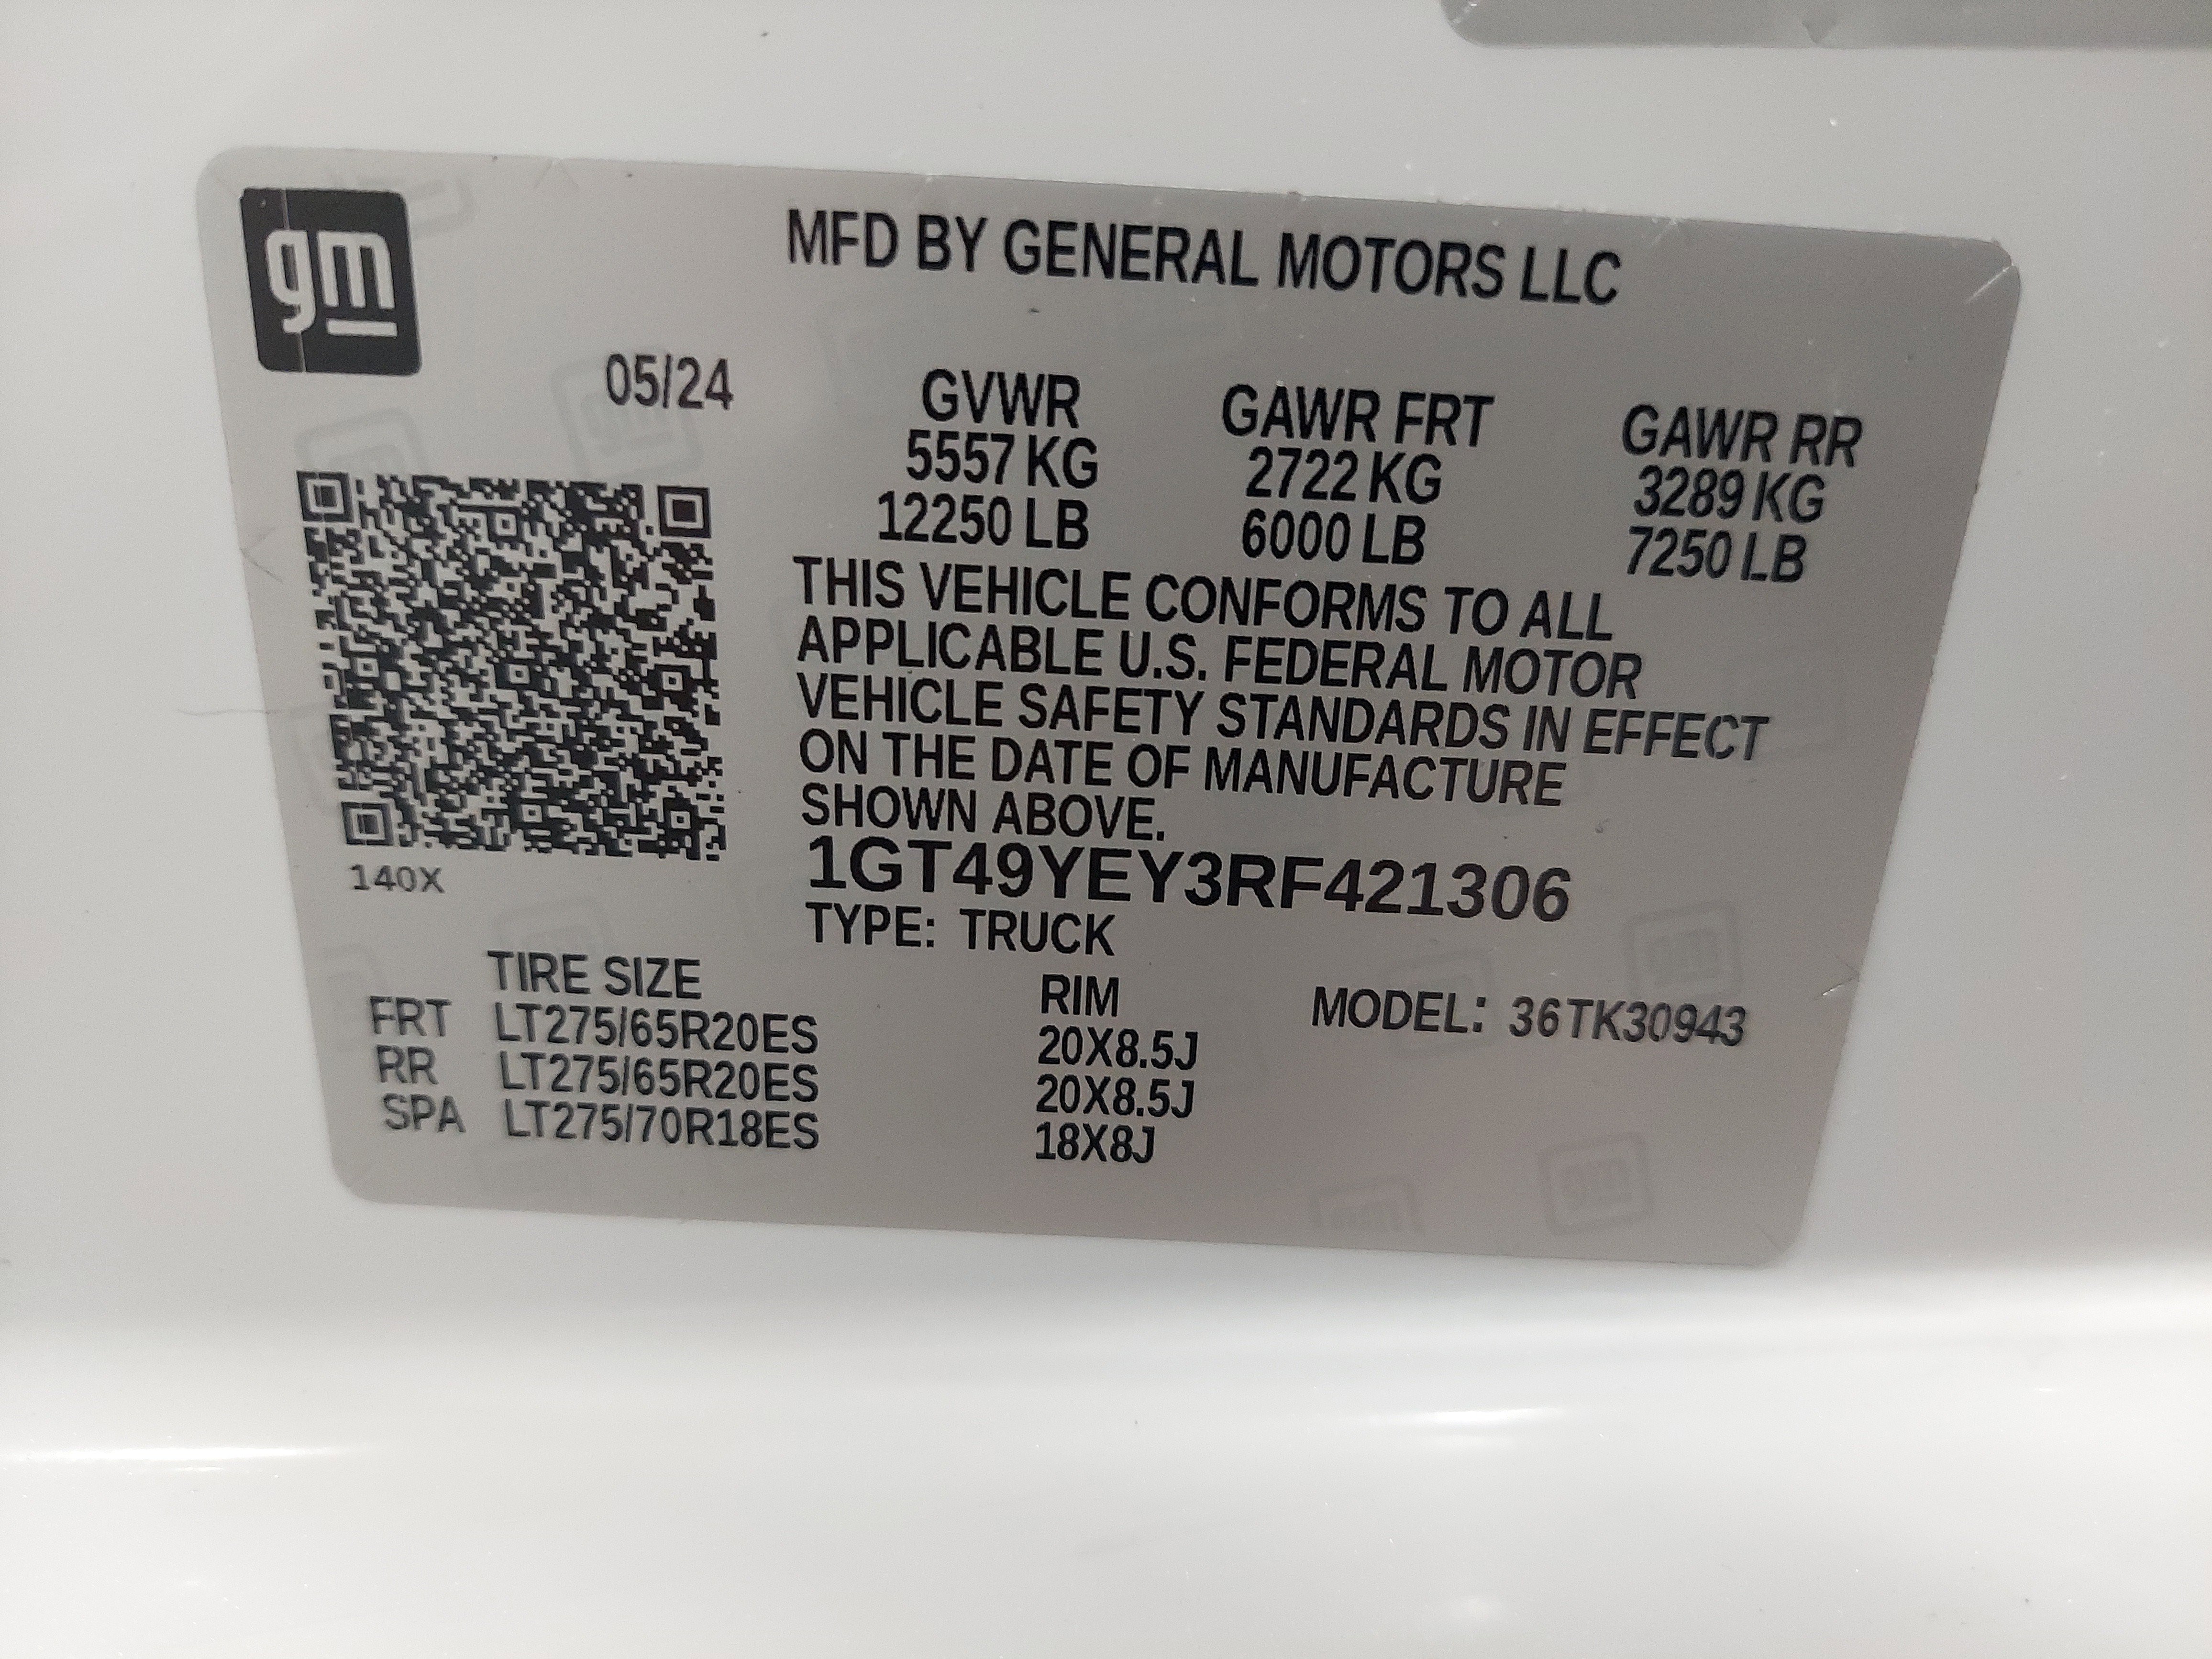 gm
MFD BY GENERAL MOTORS LLC
05/24
GVWR GAWR FRT GAWR RR
5557 KG 2722 KG 3289 KG
12250 LB 6000 LB 7250 LB
THIS VEHICLE CONFORMS TO ALL
APPLICABLE U.S. FEDERAL MOTOR
VEHICLE SAFETY STANDARDS IN EFFECT
ON THE DATE OF MANUFACTURE
SHOWN ABOVE.
140X
1GT49YEY3RF421306
TYPE: TRUCK
TIRE SIZE RIM MODEL: 36TK30943
FRT LT275/65R20ES 20X8.5J
RR LT275/65R20ES 20X8.5J
SPA LT275/70R18ES 18X8J